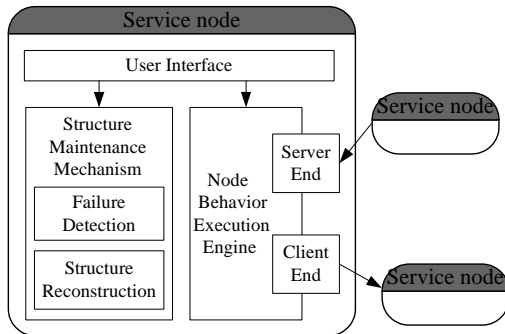 Service node
User Interface
Structure
Maintenance
Mechanism
Failure
Detection
Structure
Reconstruction
Node
Behavior
Execution
Engine
Server
End
Client
End
Service node
Service node